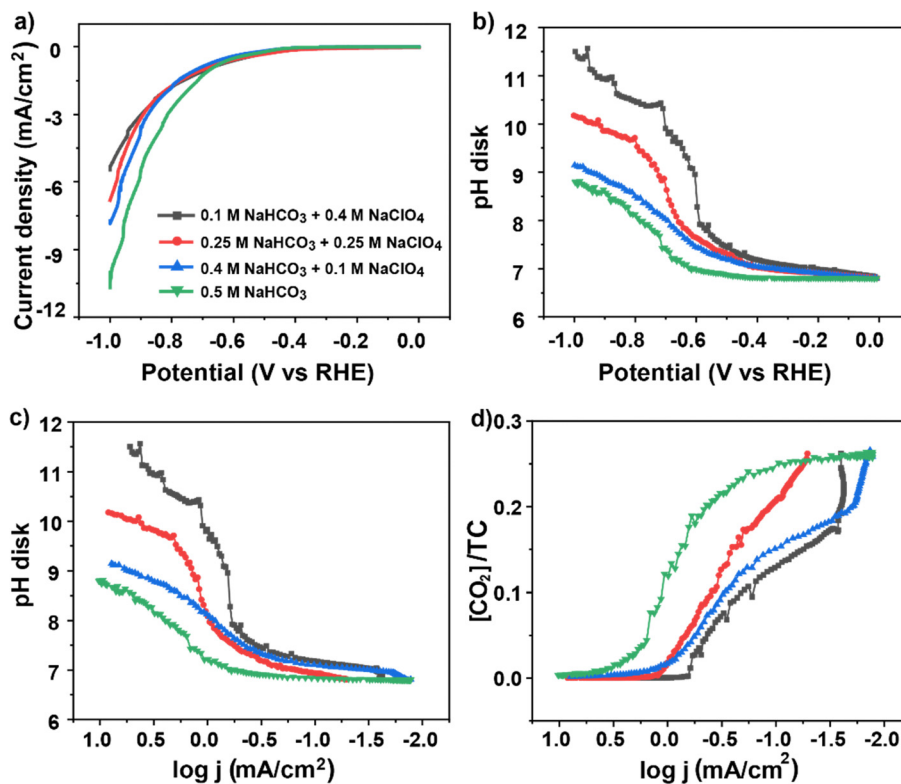 a)
Current density (mA/cm²)
0
-3
-6
-9
-12
0.1 M NaHCO₃ + 0.4 M NaClO₄
0.25 M NaHCO₃ + 0.25 M NaClO₄
0.4 M NaHCO₃ + 0.1 M NaClO₄
0.5 M NaHCO₃
-1.0 -0.8 -0.6 -0.4 -0.2 0.0
Potential (V vs RHE)
b)
pH disk
12
11
10
9
8
7
6
-1.0 -0.8 -0.6 -0.4 -0.2 0.0
Potential (V vs RHE)
c)
pH disk
12
11
10
9
8
7
6
1.0 0.5 0.0 -0.5 -1.0 -1.5 -2.0
log j (mA/cm²)
d)
[CO₂]/TC
0.3
0.2
0.1
0.0
1.0 0.5 0.0 -0.5 -1.0 -1.5 -2.0
log j (mA/cm²)